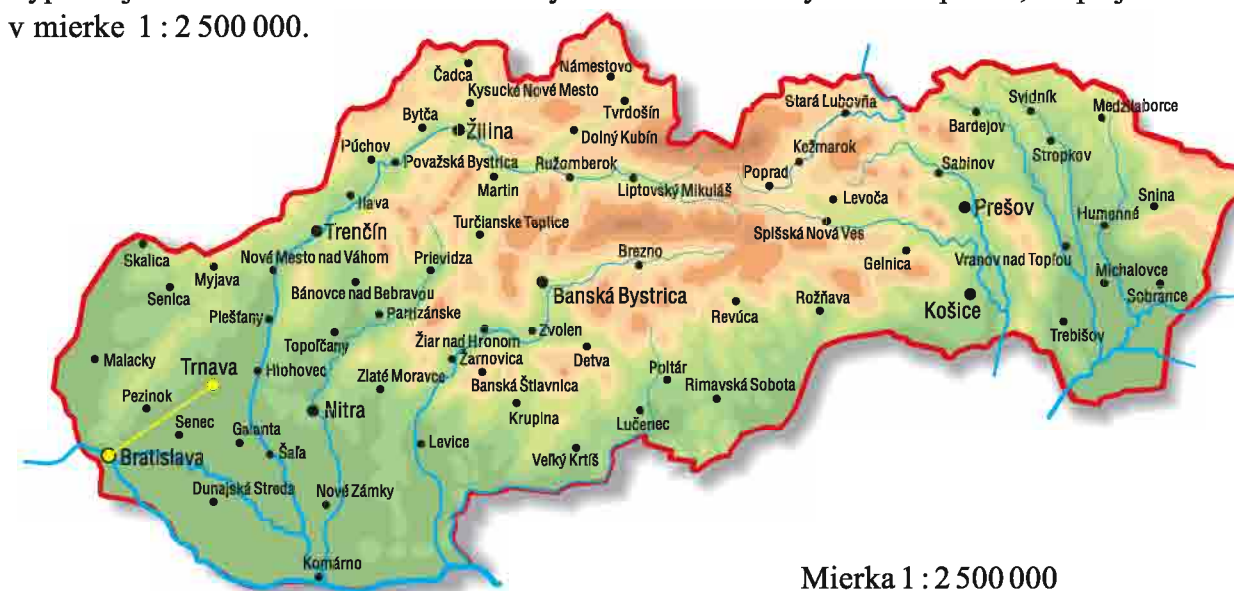 v mierke 1 : 2 500 000.
Čadca
Námestovo
Kysucké Nové Mesto
Tvrdošín
Stará Ľubovňa
Svidník
Medzilaborce
Bytča
Žilina
Dolný Kubín
Bardejov
Púchov
Považská Bystrica
Ružomberok
Kežmarok
Stropkov
Martin
Liptovský Mikuláš
Poprad
Sabinov
Ilava
Levoča
Snina
Prešov
Turčianske Teplice
Humenné
Trenčín
Spišská Nová Ves
Skalica
Brezno
Gelnica
Vranov nad Topľou
Myjava
Nové Mesto nad Váhom
Prievidza
Senica
Bánovce nad Bebravou
Banská Bystrica
Rožňava
Michalovce
Revúca
Košice
Sobrance
Piešťany
Partizánske
Zvolen
Trebišov
Topoľčany
Žiar nad Hronom
Malacky
Žarnovica
Detva
Trnava
Hlohovec
Zlaté Moravce
Banská Štiavnica
Poltár
Rimavská Sobota
Pezinok
Nitra
Krupina
Senec
Galanta
Lučenec
Bratislava
Šaľa
Levice
Veľký Krtíš
Dunajská Streda
Nové Zámky
Komárno
Mierka 1 : 2 500 000